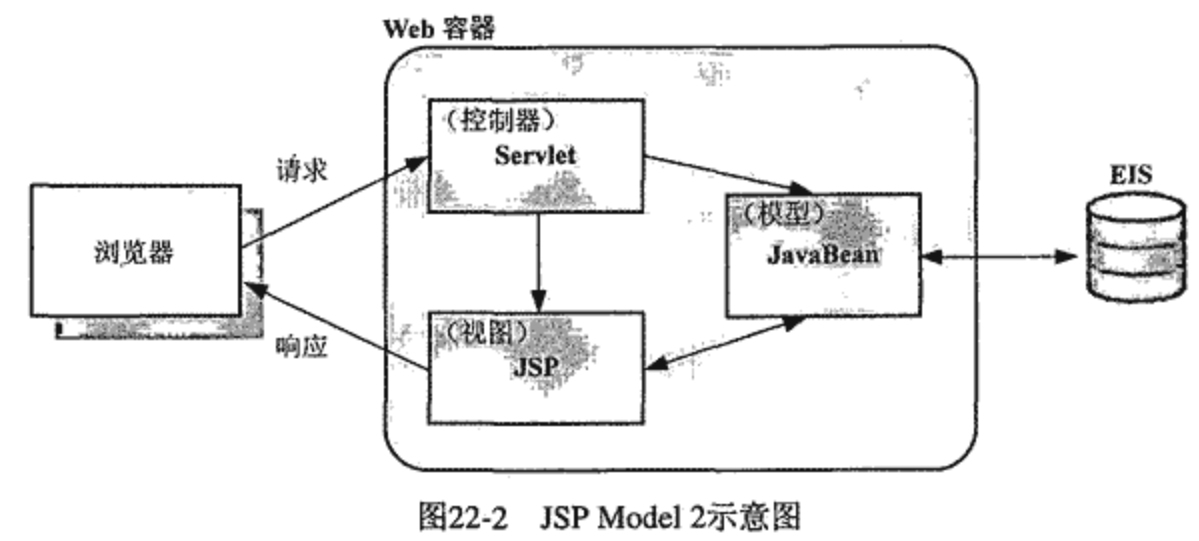 Web 容器
（控制器）
Servlet
请求
EIS
（模型）
JavaBean
浏览器
响应
（视图）
JSP
图22-2 JSP Model 2示意图